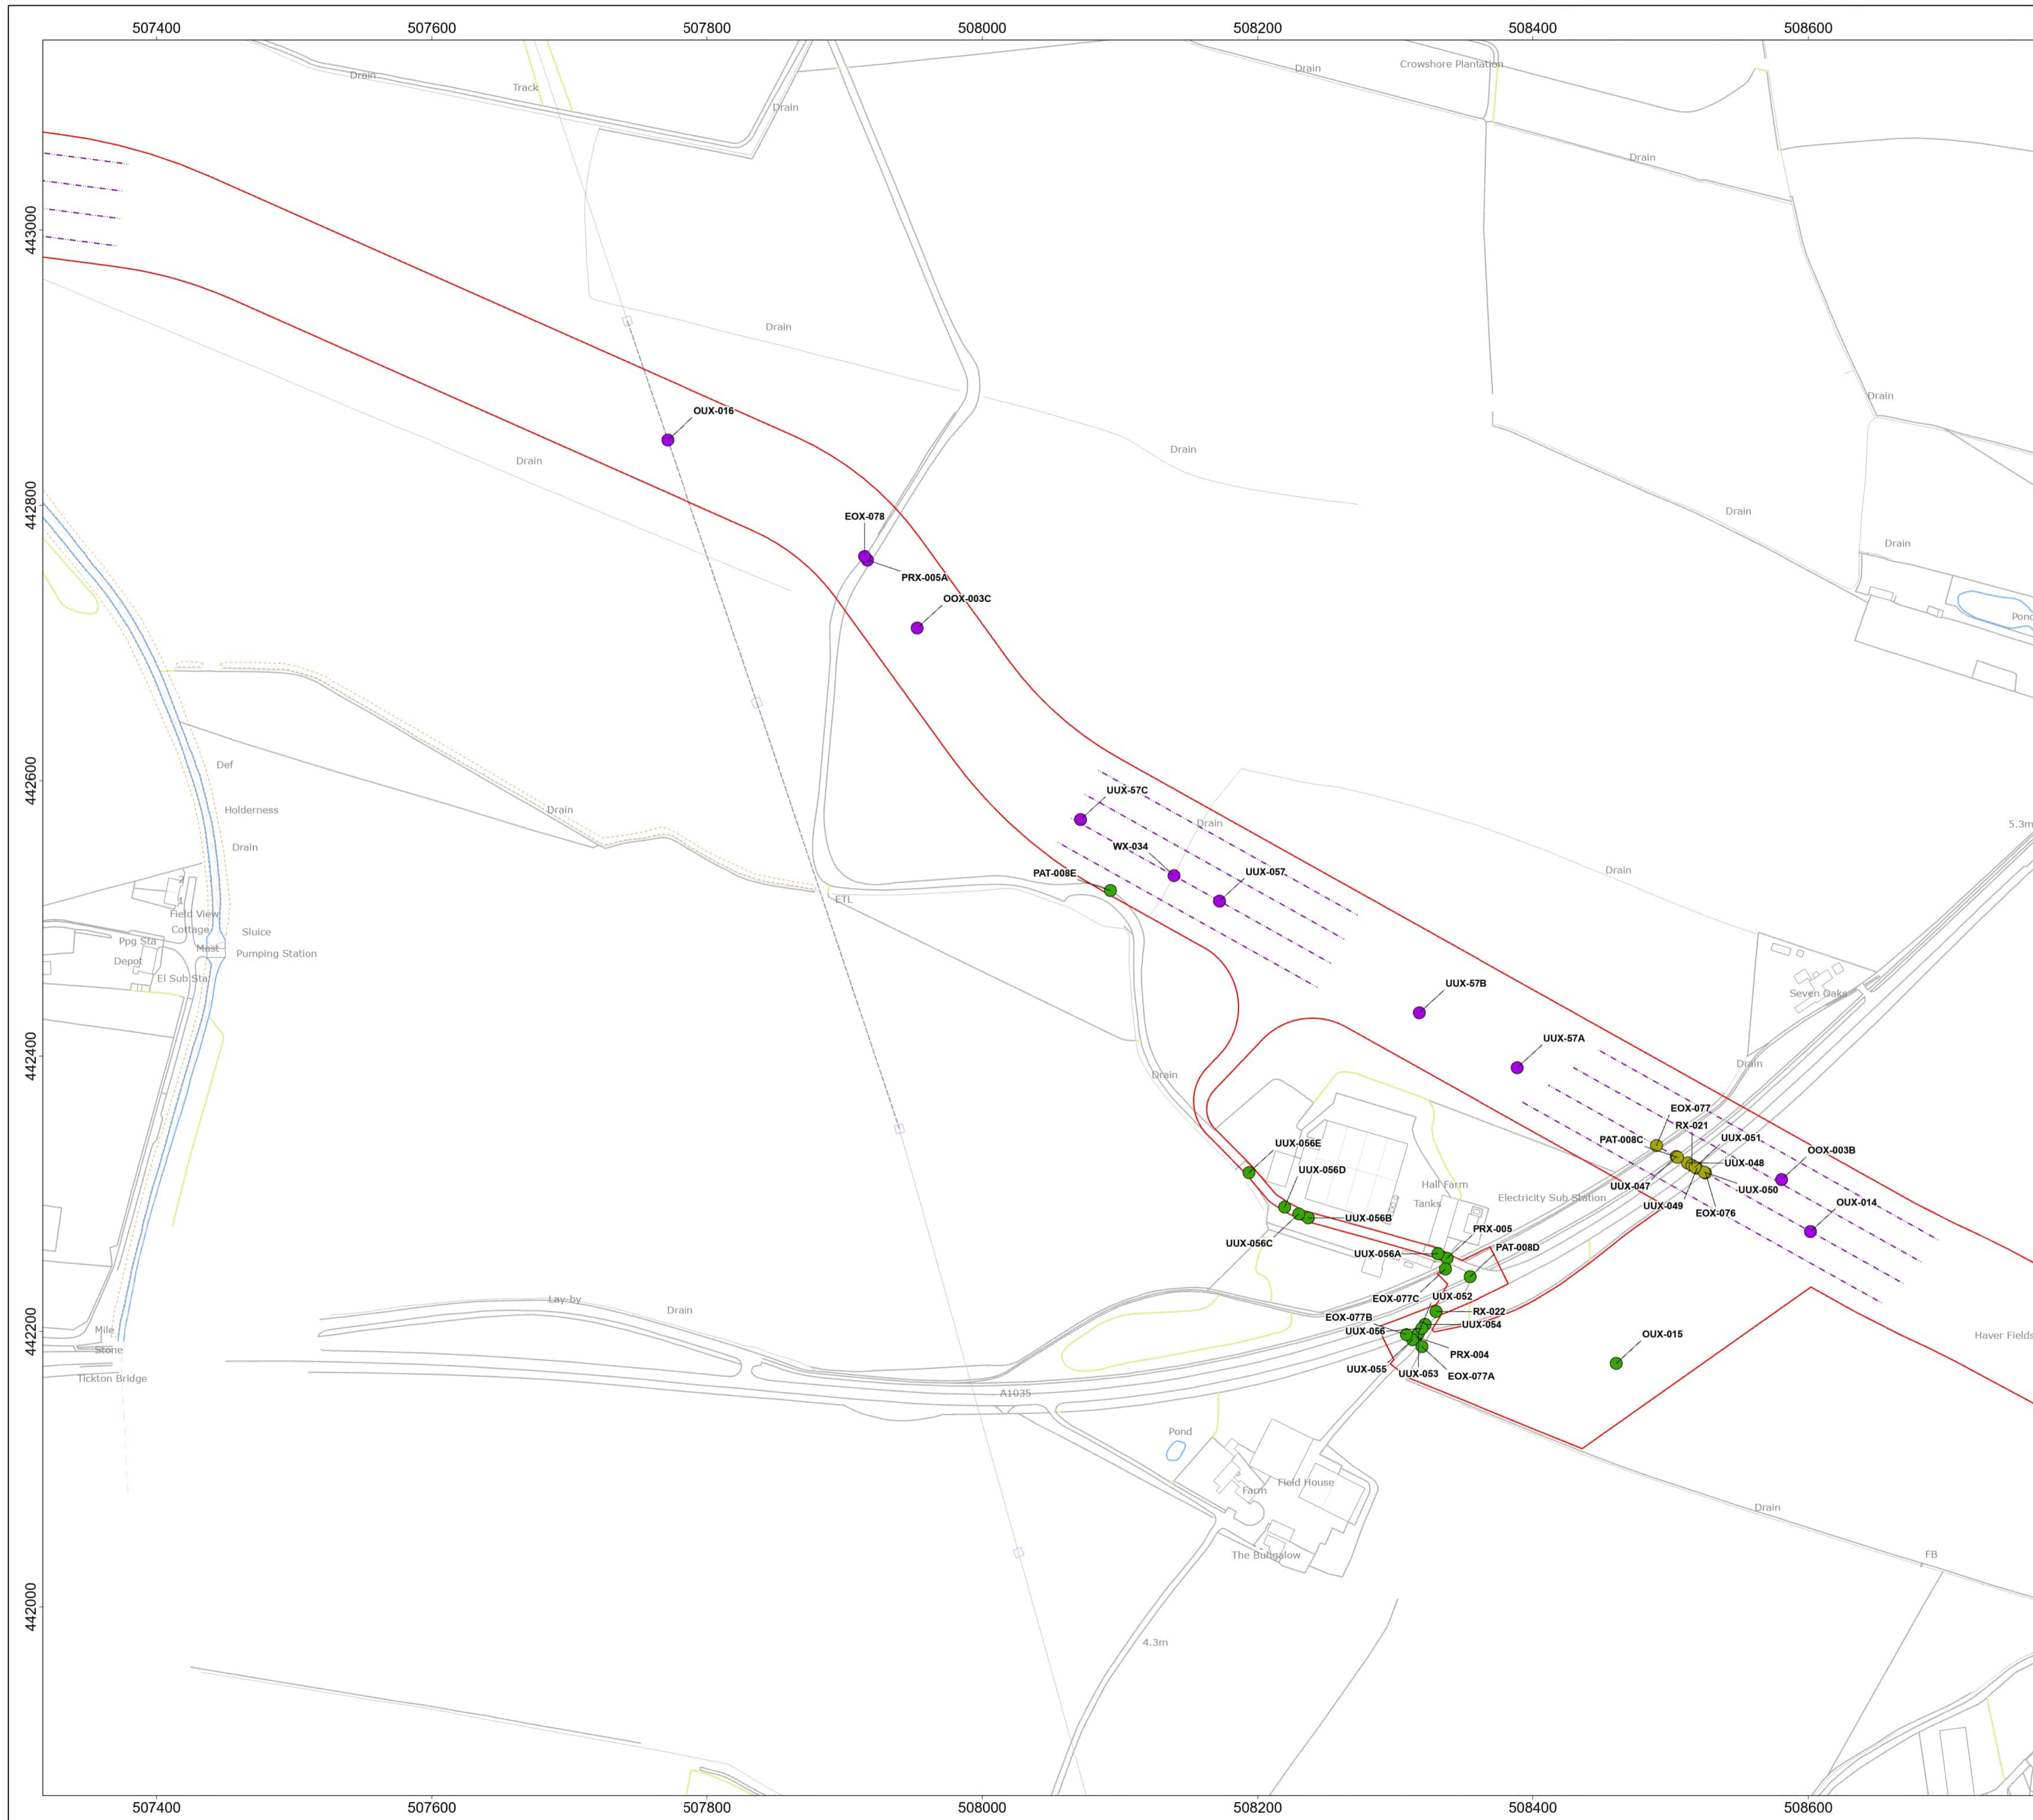 507400 507600 507800 508000 508200 508400 508600
Drain
Track
Drain
Drain
Crowshore Plantation
Drain
443000
Drain
Drain
OUX-016
Drain
Drain
Drain
442800
EOX-078
Drain
Drain
PRX-005A
OOX-003C
Pond
Def
442600
UUX-57C
Holderness
Drain
Drain
5.3m
Drain
WX-034
PAT-008E
UUX-057
Drain
2
1
ETL
Field View
Cottage
Sluice
Ppg Sta
Mast
Pumping Station
Depot
El Sub Sta
UUX-57B
Seven Oaks
442400
UUX-57A
Drain
Drain
EOX-077
RX-021
PAT-008C
UUX-051
UUX-056E
OOX-003B
UUX-048
UUX-056D
Hall Farm
UUX-047
UUX-050
Tanks
Electricity Sub Station
UUX-049
EOX-076
OUX-014
UUX-056B
UUX-056C
PRX-005
UUX-056A
PAT-008D
Lay-by
Drain
EOX-077C
UUX-052
442200
EOX-077B
RX-022
Mile
UUX-056
UUX-054
Stone
OUX-015
Haver Fields
PRX-004
UUX-055
UUX-053
EOX-077A
Tickton Bridge
A1035
Pond
Field House
Farm
Drain
The Bungalow
FB
442000
4.3m
507400 507600 507800 508000 508200 508400 508600